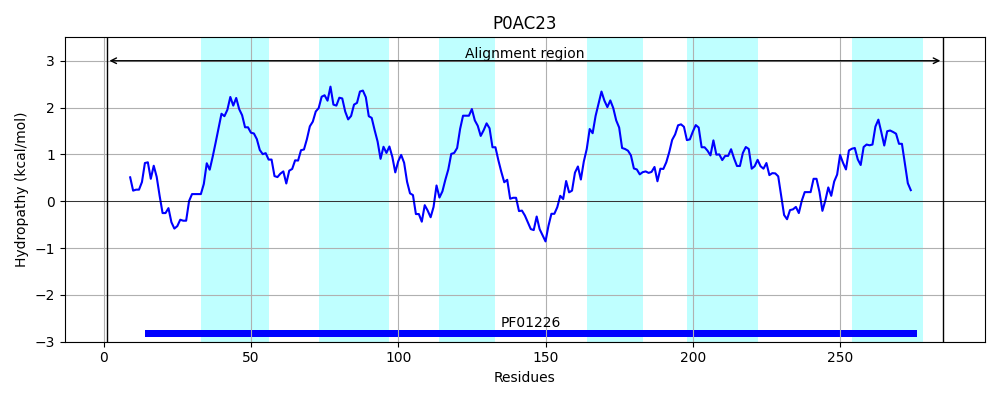 P0AC23
Alignment region
3
2
1
0
−1
−2
−3
Hydropathy (kcal/mol)
PF01226
0 50 100 150 200 250
Residues